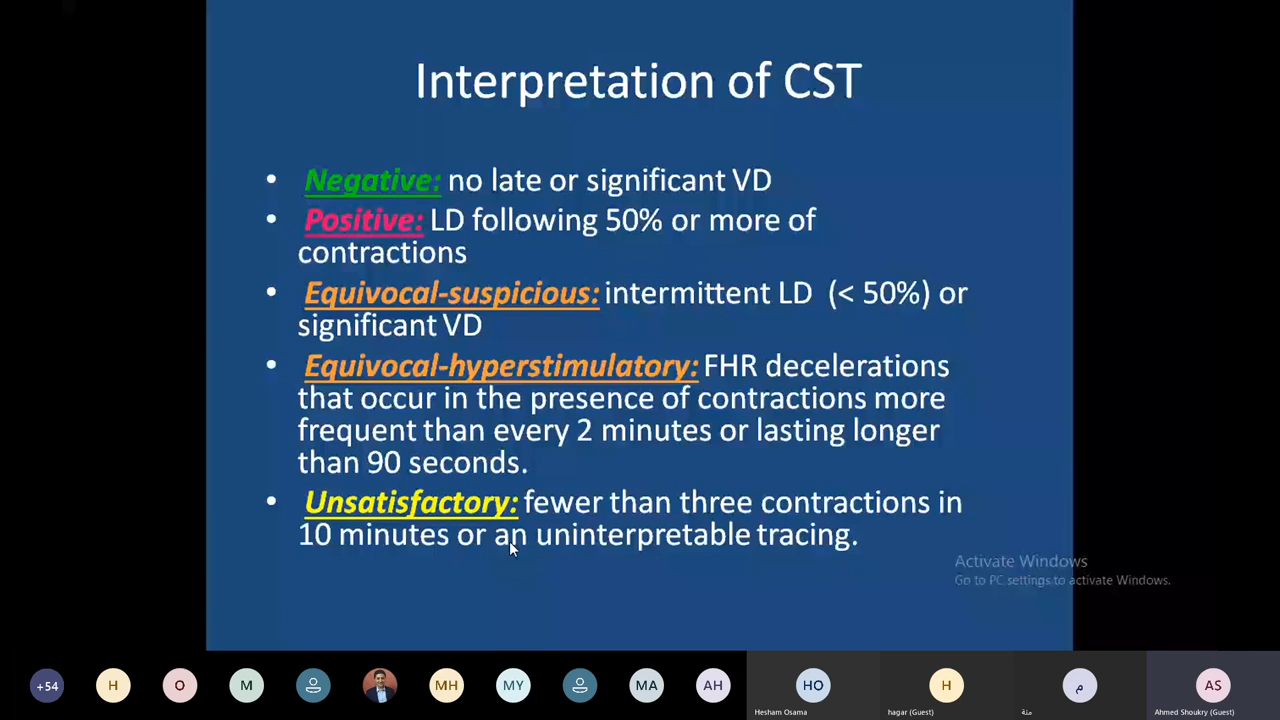 Interpretation of CST
• Negative: no late or significant VD
• Positive: LD following 50% or more of
contractions
• Equivocal-suspicious: intermittent LD (< 50%) or
significant VD
• Equivocal-hyperstimulatory: FHR decelerations
that occur in the presence of contractions more
frequent than every 2 minutes or lasting longer
than 90 seconds.
• Unsatisfactory: fewer than three contractions in
10 minutes or an uninterpretable tracing.
Activate Windows
Go to PC settings to activate Windows.
+54 H O M MH MY MA AH HO H م AS
Hesham Osama hagar (Guest) منة Ahmed Shoukry (Guest)